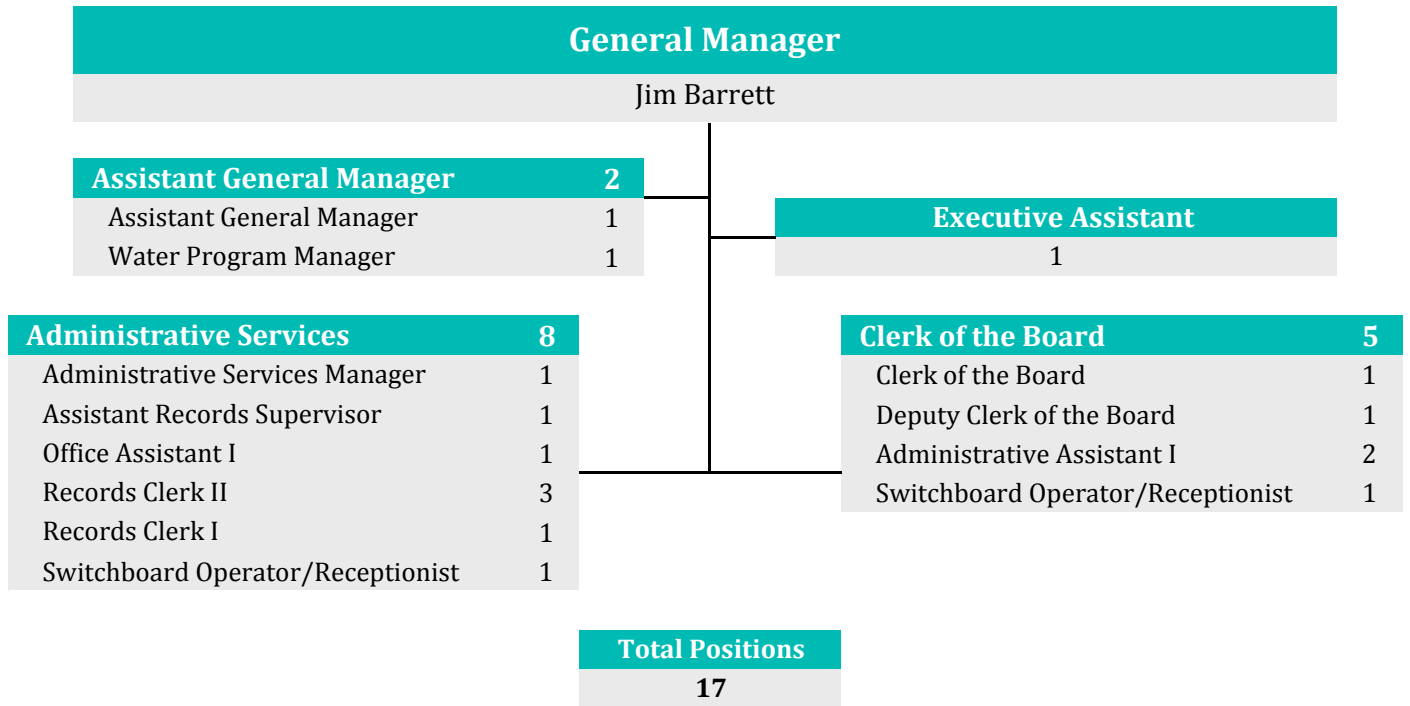 General Manager
Jim Barrett
Assistant General Manager 2
Assistant General Manager 1
Water Program Manager 1
Executive Assistant
1
Administrative Services 8
Administrative Services Manager 1
Assistant Records Supervisor 1
Office Assistant I 1
Records Clerk II 3
Records Clerk I 1
Switchboard Operator/Receptionist 1
Clerk of the Board 5
Clerk of the Board 1
Deputy Clerk of the Board 1
Administrative Assistant I 2
Switchboard Operator/Receptionist 1
Total Positions
17